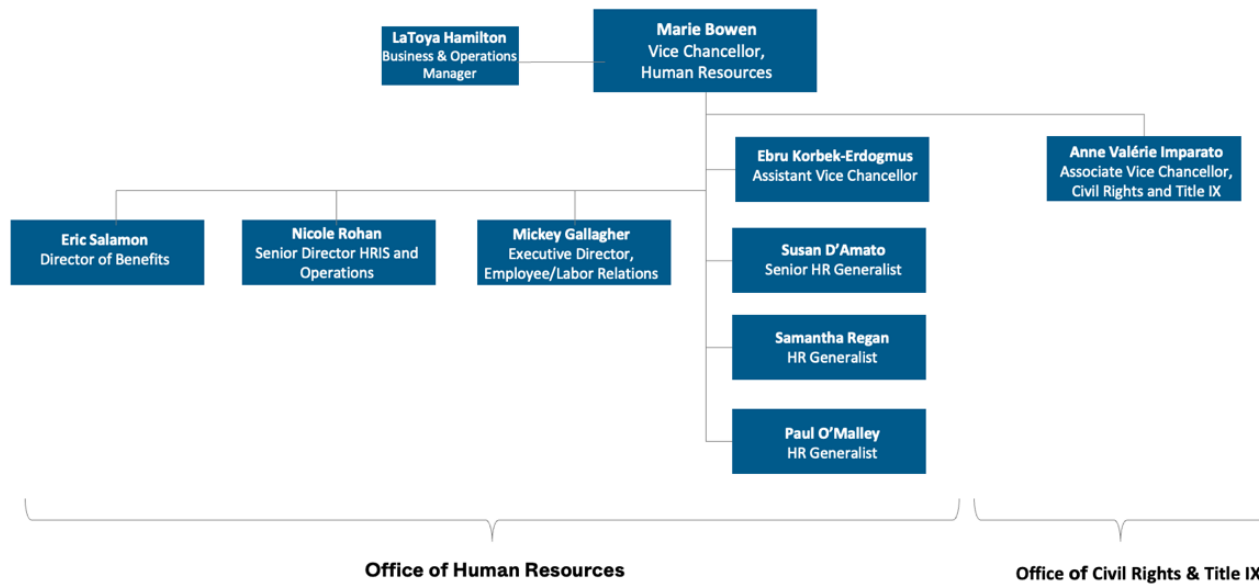 LaToya Hamilton
Business & Operations
Manager
Marie Bowen
Vice Chancellor,
Human Resources
Ebru Korbek-Erdogmus
Assistant Vice Chancellor
Anne Valérie Imparato
Associate Vice Chancellor,
Civil Rights and Title IX
Eric Salamon
Director of Benefits
Nicole Rohan
Senior Director HRIS and
Operations
Mickey Gallagher
Executive Director,
Employee/Labor Relations
Susan D’Amato
Senior HR Generalist
Samantha Regan
HR Generalist
Paul O’Malley
HR Generalist
Office of Human Resources
Office of Civil Rights & Title IX